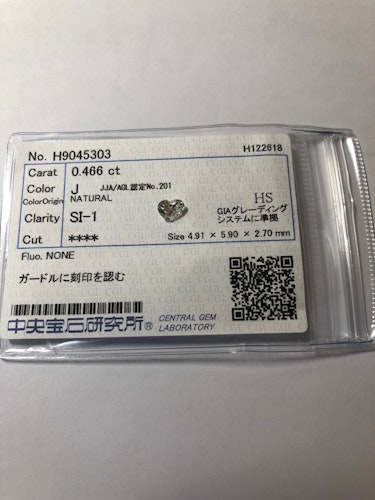 No. H9045303 H122618
Carat 0.466 ct
Color J JJA/AGL認定No.201
ColorOrigin NATURAL
Clarity SI-1 HS
GIAグレーディング
システムに準拠
Cut **** Size 4.91 × 5.90 × 2.70 mm
Fluo. NONE
ガードルに刻印を認む
中央宝石研究所® CENTRAL GEM
LABORATORY